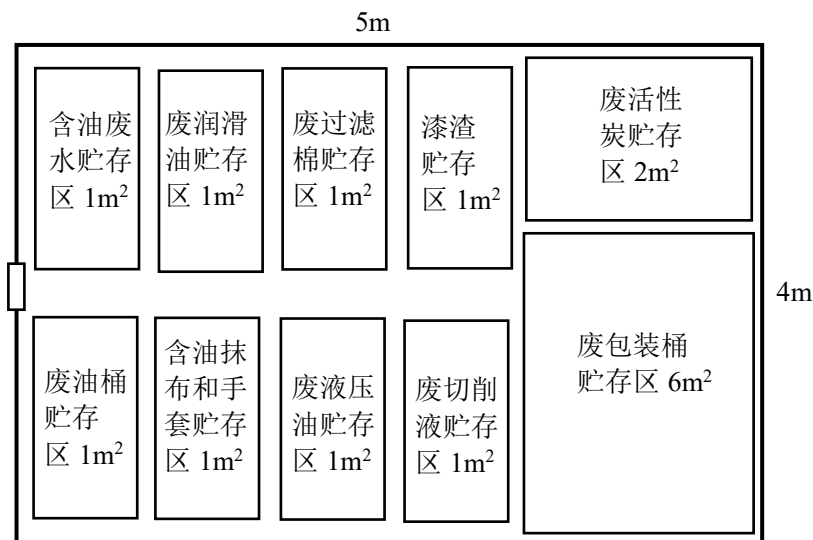 5m
含油废
水贮存
区 1m²
废润滑
油贮存
区 1m²
废过滤
棉贮存
区 1m²
漆渣
贮存
区 1m²
废活性
炭贮存
区 2m²
4m
废油桶
贮存
区 1m²
含油抹
布和手
套贮存
区 1m²
废液压
油贮存
区 1m²
废切削
液贮存
区 1m²
废包装桶
贮存区 6m²